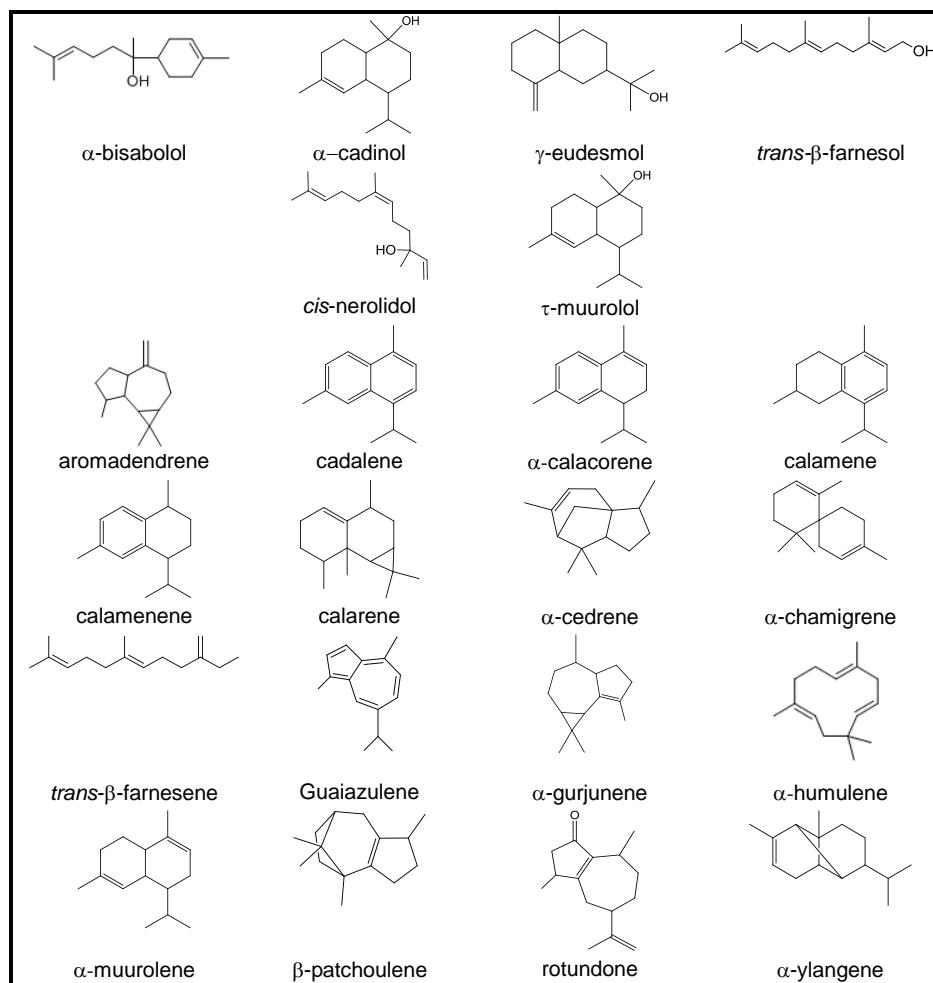 OH
OH
OH
OH
α-bisabolol α–cadinol γ-eudesmol trans-β-farnesol
HO
OH
cis-nerolidol τ-muurolol
aromadendrene cadalene α-calacorene calamene
calamenene calarene α-cedrene α-chamigrene
trans-β-farnesene Guaiazulene α-gurjunene α-humulene
O
α-muurolene β-patchoulene rotundone α-ylangene